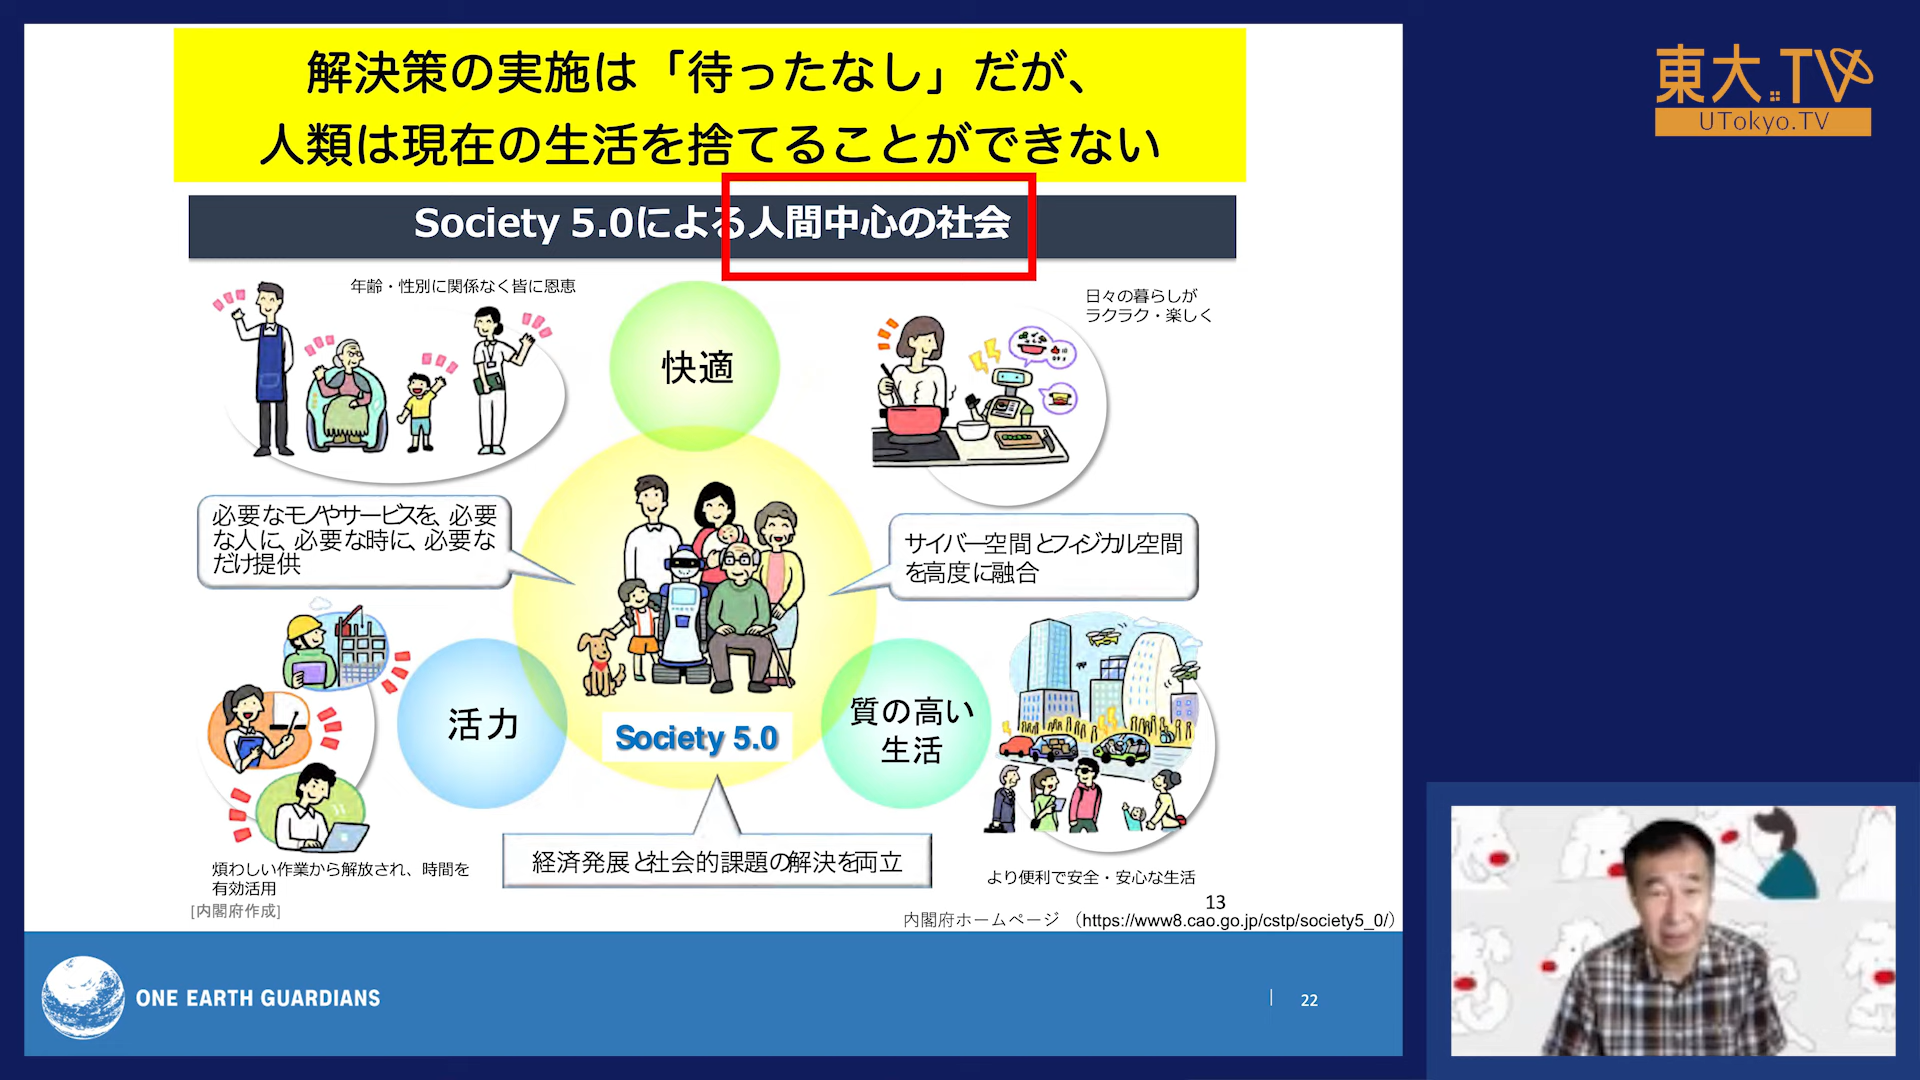 解決策の実施は「待ったなし」だが、
人類は現在の生活を捨てることができない
東大TV
UTokyo.TV
Society 5.0による人間中心の社会
年齢・性別に関係なく皆に恩恵
日々の暮らしが
ラクラク・楽しく
快適
必要なモノやサービスを、必要
な人に、必要な時に、必要な
だけ提供
サイバー空間とフィジカル空間
を高度に融合
活力
質の高い
生活
Society 5.0
経済発展と社会的課題の解決を両立
煩わしい作業から解放され、時間を
有効活用
より便利で安全・安心な生活
[内閣府作成]
13
内閣府ホームページ （https://www8.cao.go.jp/cstp/society5_0/）
ONE EARTH GUARDIANS
22